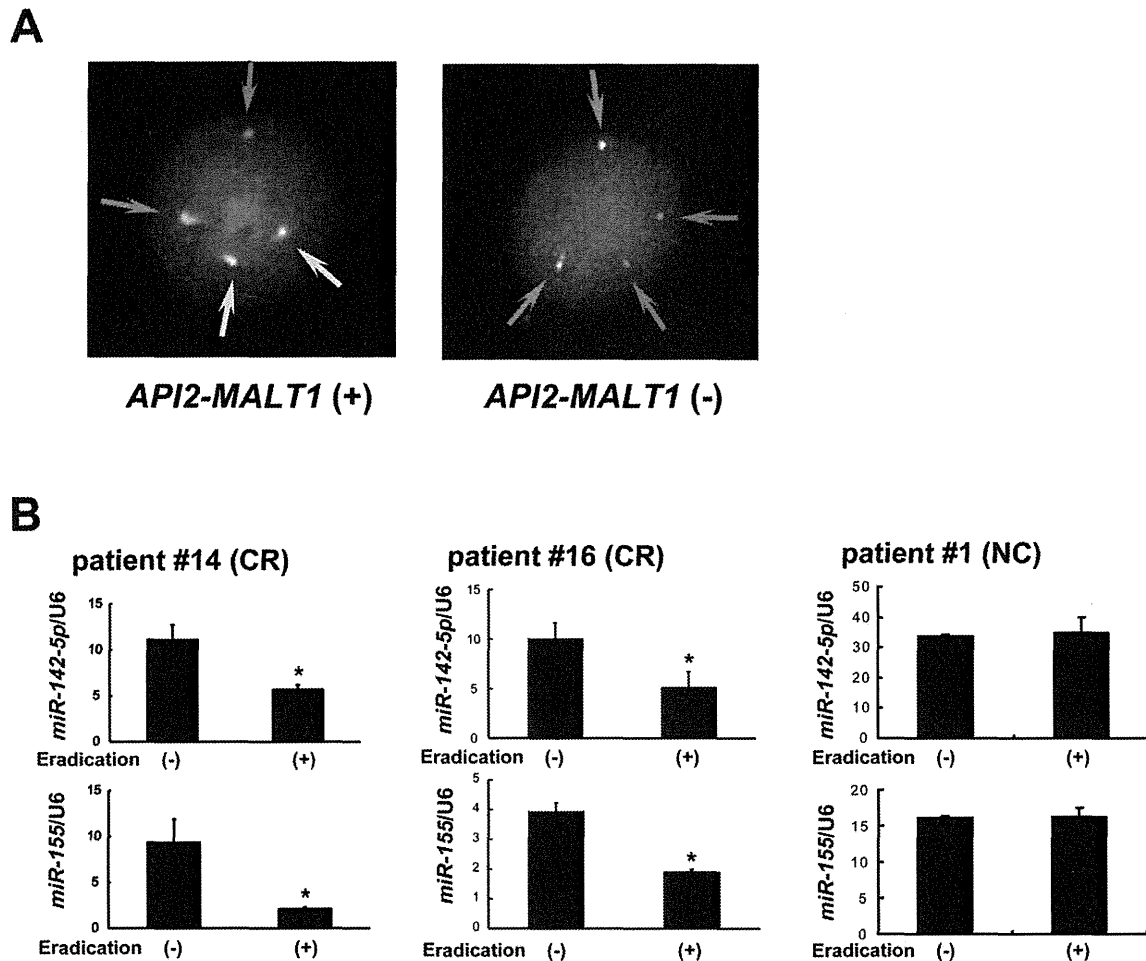 A
API2-MALT1 (+)
API2-MALT1 (-)
B
patient #14 (CR)
miR-142-5p/U6
15
10
5
0
Eradication (-) (+)
*
miR-155/U6
15
10
5
0
Eradication (-) (+)
*
patient #16 (CR)
miR-142-5p/U6
15
10
5
0
Eradication (-) (+)
*
miR-155/U6
5
4
3
2
1
0
Eradication (-) (+)
*
patient #1 (NC)
miR-142-5p/U6
50
40
30
20
10
0
Eradication (-) (+)
miR-155/U6
20
15
10
5
0
Eradication (-) (+)